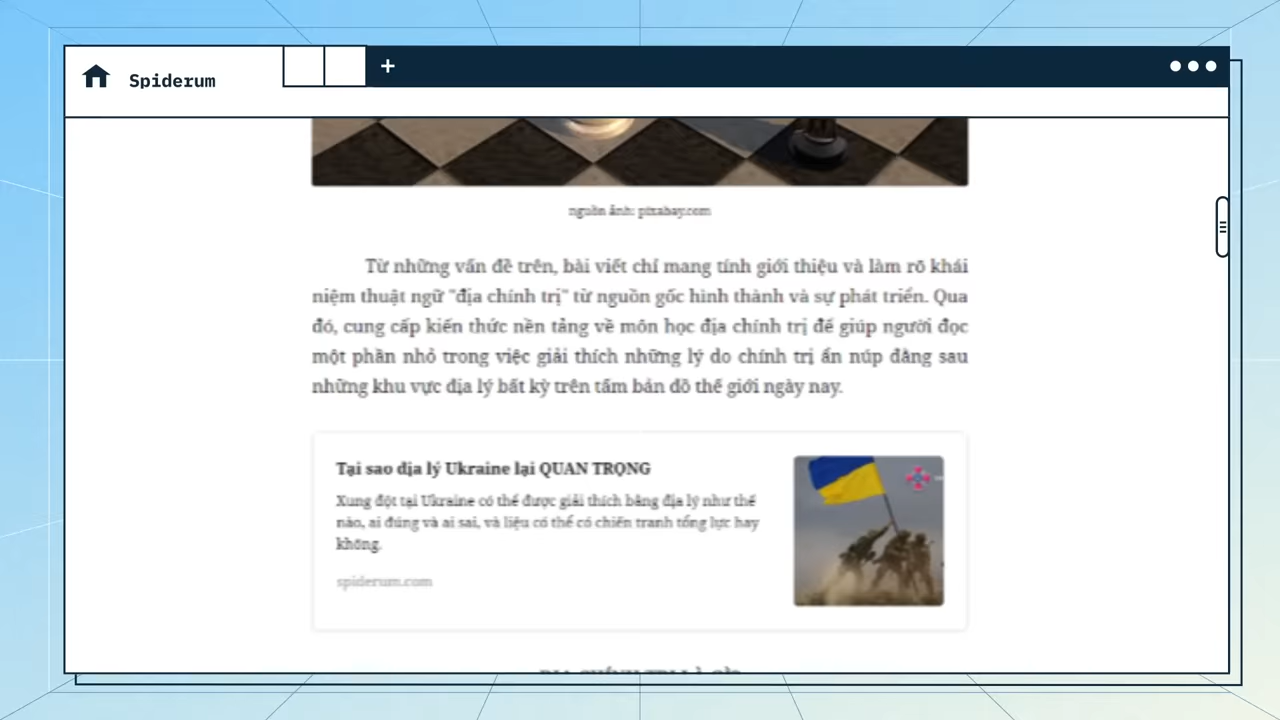 Spiderum
nguồn ảnh: pixabay.com
Từ những vấn đề trên, bài viết chỉ mang tính giới thiệu và làm rõ khái
niệm thuật ngữ "địa chính trị" từ nguồn gốc hình thành và sự phát triển. Qua
đó, cung cấp kiến thức nền tảng về môn học địa chính trị để giúp người đọc
một phần nhỏ trong việc giải thích những lý do chính trị ẩn núp đằng sau
những khu vực địa lý bất kỳ trên tấm bản đồ thế giới ngày nay.
Tại sao địa lý Ukraine lại QUAN TRỌNG
Xung đột tại Ukraine có thể được giải thích bằng địa lý như thế
nào, ai đúng và ai sai, và liệu có thể có chiến tranh tổng lực hay
không.
spiderum.com